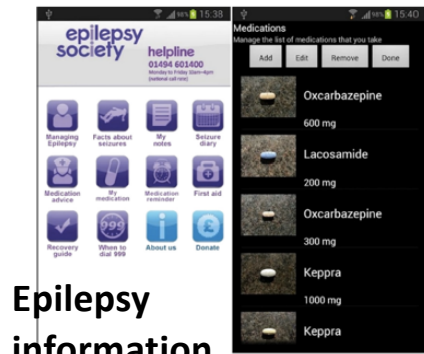 15:38
epilepsy
society
helpline
01494 601400
Monday to Friday 10am-4pm
(national call rate)
Managing
Epilepsy
Facts about
seizures
My
notes
Seizure
diary
Medication
advice
My
medication
Medication
reminder
First aid
Recovery
guide
999
When to
dial 999
About us
£
Donate
15:40
Medications
Manage the list of medications that you take
Add Edit Remove Done
Oxcarbazepine
600 mg
Lacosamide
200 mg
Oxcarbazepine
300 mg
Keppra
1000 mg
Keppra
Epilepsy
information